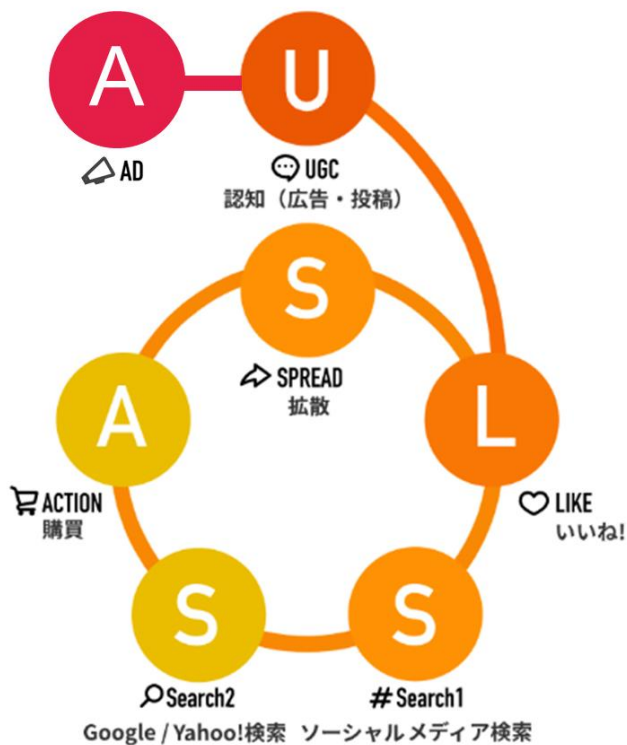 A
U
AD
UGC
認知（広告・投稿）
S
SPREAD
拡散
A
L
ACTION
購買
LIKE
いいね!
S
S
Search2
#Search1
Google / Yahoo!検索
ソーシャルメディア検索